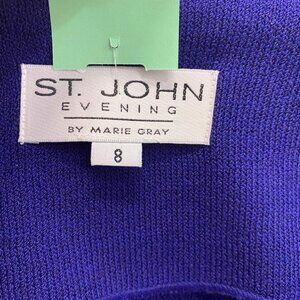 ST. JOHN
EVENING
BY MARIE GRAY
8